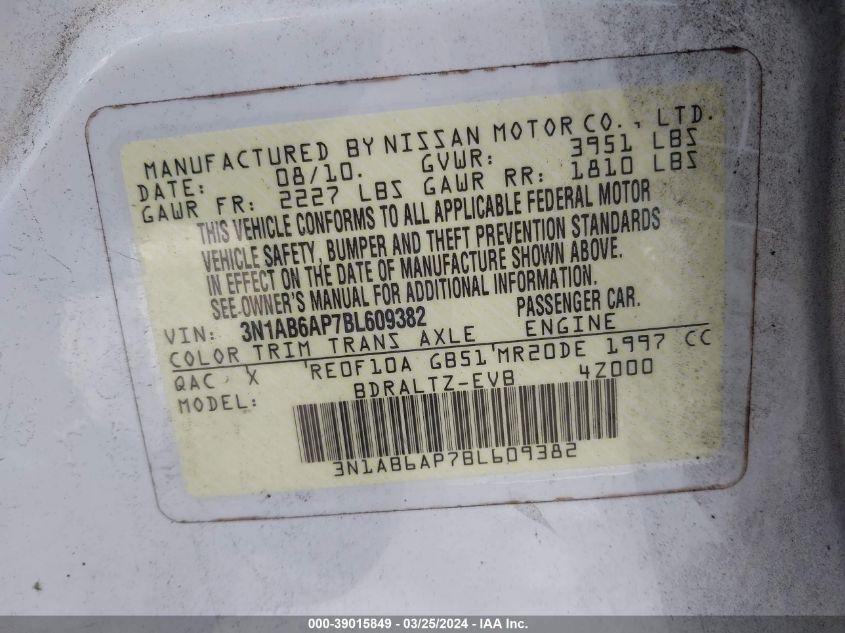 MANUFACTURED BY NISSAN MOTOR CO., LTD.
DATE: 08/10. GVWR: 3951 LBS
GAWR FR: 2227 LBS GAWR RR: 1810 LBS
THIS VEHICLE CONFORMS TO ALL APPLICABLE FEDERAL MOTOR
VEHICLE SAFETY, BUMPER AND THEFT PREVENTION STANDARDS
IN EFFECT ON THE DATE OF MANUFACTURE SHOWN ABOVE.
SEE OWNER'S MANUAL FOR ADDITIONAL INFORMATION.
VIN: 3N1AB6AP7BL609382 PASSENGER CAR.
COLOR TRIM TRANS AXLE ENGINE
QAC X RE0F10A GB51 MR20DE 1997 CC
MODEL: BDRALTZ-EVB 4Z000
3N1AB6AP7BL609382
000-39015849 - 03/25/2024 - IAA Inc.